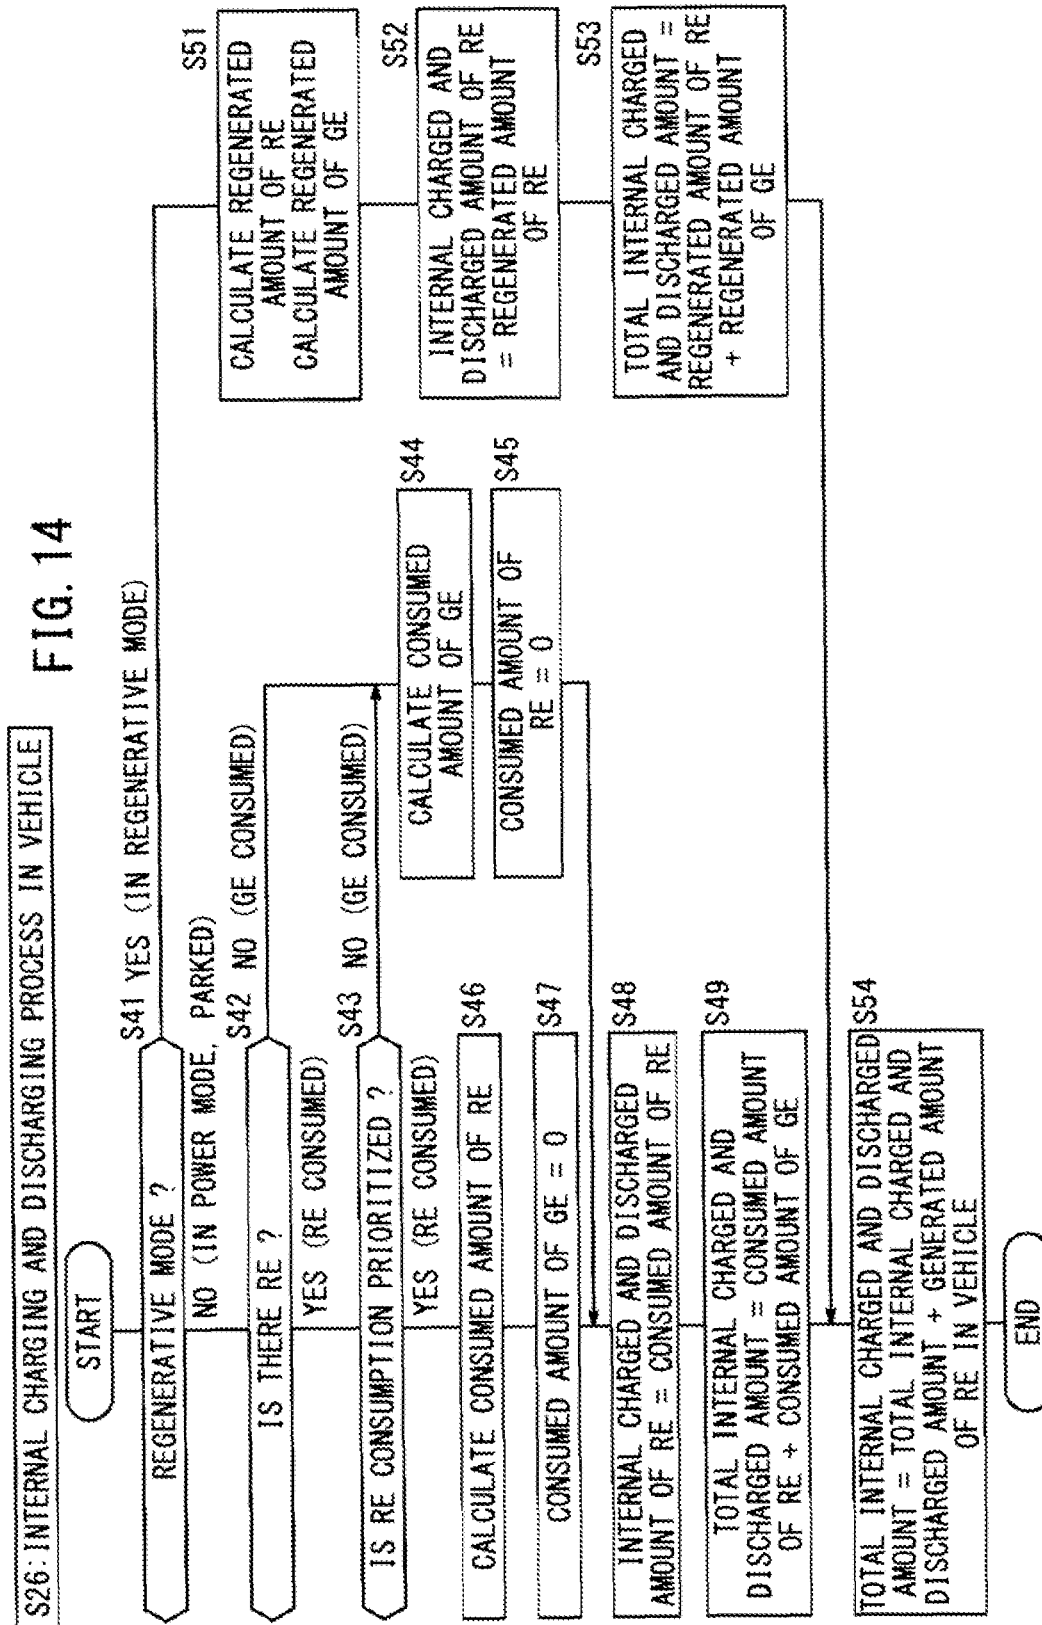 FIG. 14
S26:INTERNAL CHARGING AND DISCHARGING PROCESS IN VEHICLE
START
S41
REGENERATIVE MODE ?
YES (IN REGENERATIVE MODE)
NO (IN POWER MODE, PARKED)
S42
IS THERE RE ?
NO (GE CONSUMED)
YES (RE CONSUMED)
S43
IS RE CONSUMPTION PRIORITIZED ?
NO (GE CONSUMED)
YES (RE CONSUMED)
S46
CALCULATE CONSUMED AMOUNT OF RE
S47
CONSUMED AMOUNT OF GE = 0
S44
CALCULATE CONSUMED
AMOUNT OF GE
S45
CONSUMED AMOUNT OF
RE = 0
S48
INTERNAL CHARGED AND DISCHARGED
AMOUNT OF RE = CONSUMED AMOUNT OF RE
S49
TOTAL INTERNAL CHARGED AND
DISCHARGED AMOUNT = CONSUMED AMOUNT
OF RE + CONSUMED AMOUNT OF GE
S51
CALCULATE REGENERATED
AMOUNT OF RE
CALCULATE REGENERATED
AMOUNT OF GE
S52
INTERNAL CHARGED AND
DISCHARGED AMOUNT OF RE
= REGENERATED AMOUNT
OF RE
S53
TOTAL INTERNAL CHARGED
AND DISCHARGED AMOUNT =
REGENERATED AMOUNT OF RE
+ REGENERATED AMOUNT
OF GE
S54
TOTAL INTERNAL CHARGED AND DISCHARGED
AMOUNT = TOTAL INTERNAL CHARGED AND
DISCHARGED AMOUNT + GENERATED AMOUNT
OF RE IN VEHICLE
END